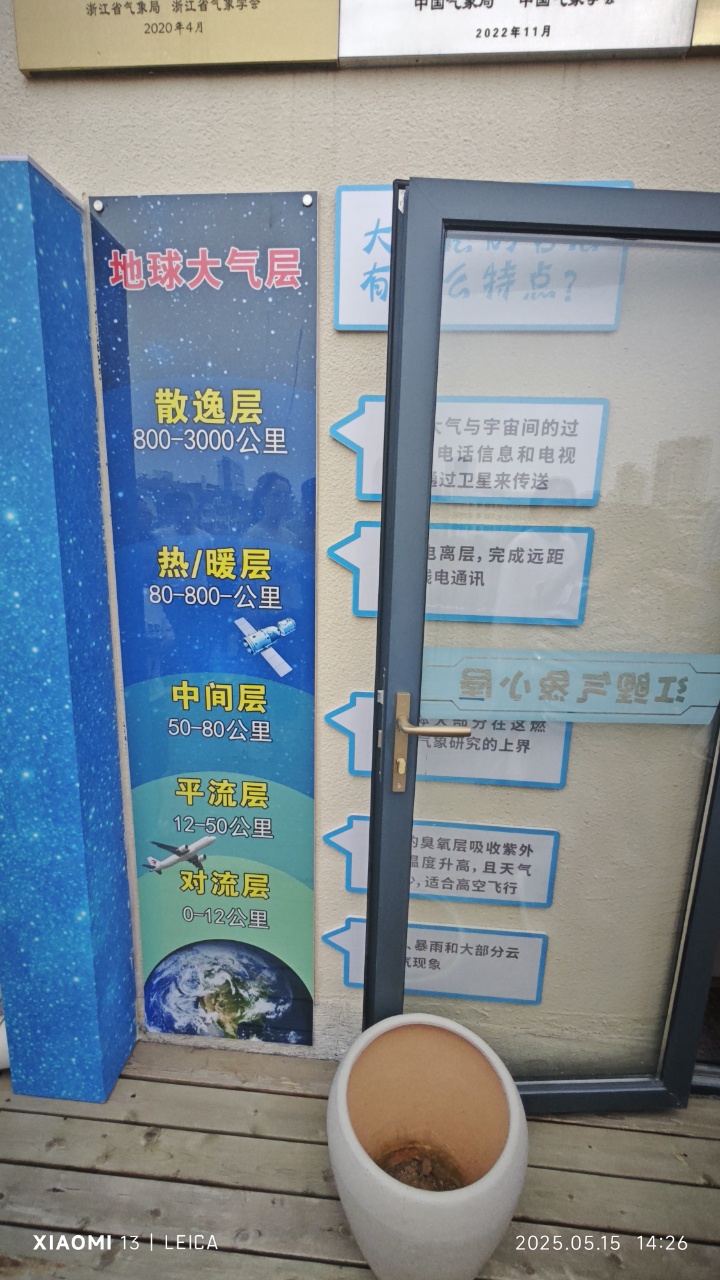 浙江省气象局 浙江省气象学会
2020年4月
中国气象局 中国气象学会
2022年11月
地球大气层
散逸层
800-3000公里
热/暖层
80-800-公里
中间层
50-80公里
平流层
12-50公里
对流层
0-12公里
大
有 么特点?
大气与宇宙间的过
电话信息和电视
通过卫星来传送
电离层,完成远距
线电通讯
大部分在这燃
气象研究的上界
的臭氧层吸收紫外
温度升高,且天气
少,适合高空飞行
、暴雨和大部分云
气现象
气象小屋
XIAOMI 13 | LEICA
2025.05.15 14:26